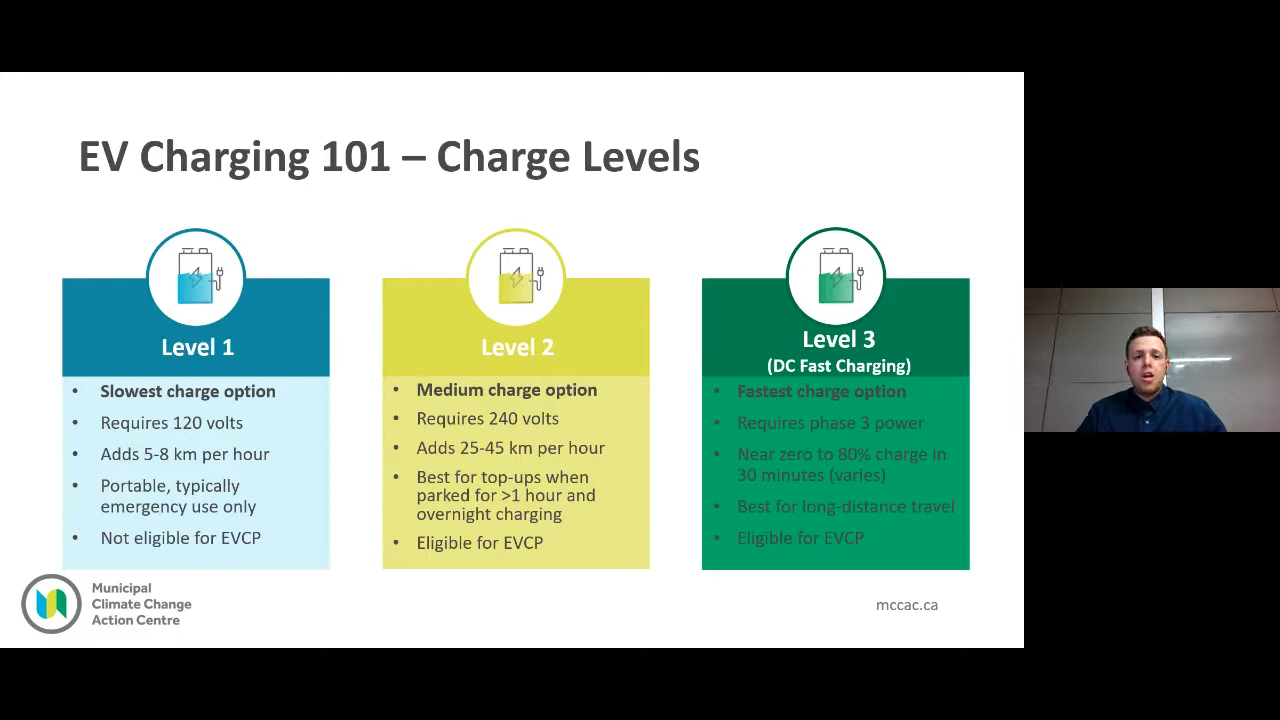 EV Charging 101 – Charge Levels
Level 1
• Slowest charge option
• Requires 120 volts
• Adds 5-8 km per hour
• Portable, typically
emergency use only
• Not eligible for EVCP
Level 2
• Medium charge option
• Requires 240 volts
• Adds 25-45 km per hour
• Best for top-ups when
parked for >1 hour and
overnight charging
• Eligible for EVCP
Level 3
(DC Fast Charging)
• Fastest charge option
• Requires phase 3 power
• Near zero to 80% charge in
30 minutes (varies)
• Best for long-distance travel
• Eligible for EVCP
Municipal
Climate Change
Action Centre
mccac.ca